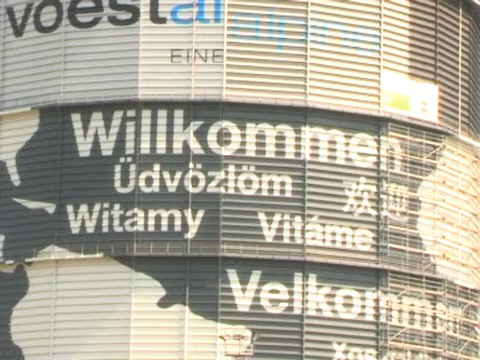 voestalpine
EINE
Willkommen
Üdvözlöm
欢迎
Witamy Vitáme
Velkommen